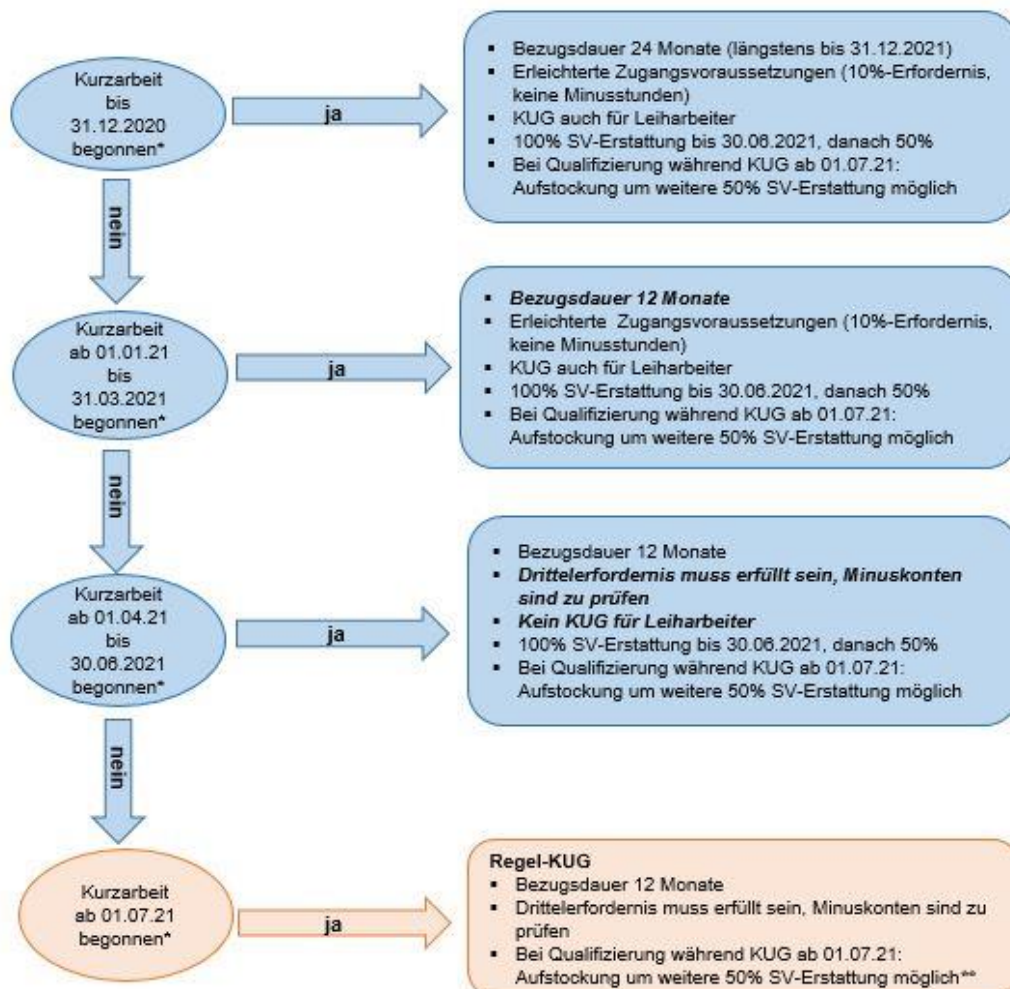 Kurzarbeit
bis
31.12.2020
begonnen*
ja
▪ Bezugsdauer 24 Monate (längstens bis 31.12.2021)
▪ Erleichterte Zugangsvoraussetzungen (10%-Erfordernis,
keine Minusstunden)
▪ KUG auch für Leiharbeiter
▪ 100% SV-Erstattung bis 30.06.2021, danach 50%
▪ Bei Qualifizierung während KUG ab 01.07.21:
Aufstockung um weitere 50% SV-Erstattung möglich
nein
Kurzarbeit
ab 01.01.21
bis
31.03.2021
begonnen*
ja
▪ Bezugsdauer 12 Monate
▪ Erleichterte Zugangsvoraussetzungen (10%-Erfordernis,
keine Minusstunden)
▪ KUG auch für Leiharbeiter
▪ 100% SV-Erstattung bis 30.06.2021, danach 50%
▪ Bei Qualifizierung während KUG ab 01.07.21:
Aufstockung um weitere 50% SV-Erstattung möglich
nein
Kurzarbeit
ab 01.04.21
bis
30.06.2021
begonnen*
ja
▪ Bezugsdauer 12 Monate
▪ Drittelerfordernis muss erfüllt sein, Minuskonten
sind zu prüfen
▪ Kein KUG für Leiharbeiter
▪ 100% SV-Erstattung bis 30.06.2021, danach 50%
▪ Bei Qualifizierung während KUG ab 01.07.21:
Aufstockung um weitere 50% SV-Erstattung möglich
nein
Kurzarbeit
ab 01.07.21
begonnen*
ja
Regel-KUG
▪ Bezugsdauer 12 Monate
▪ Drittelerfordernis muss erfüllt sein, Minuskonten sind zu
prüfen
▪ Bei Qualifizierung während KUG ab 01.07.21:
Aufstockung um weitere 50% SV-Erstattung möglich**